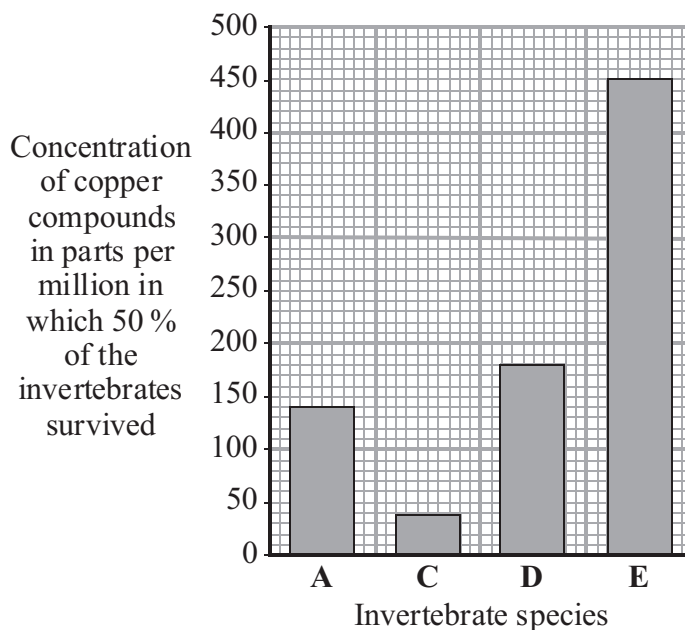 500
450
400
350
300
250
200
150
100
50
0
Concentration
of copper
compounds
in parts per
million in
which 50 %
of the
invertebrates
survived
A C D E
Invertebrate species